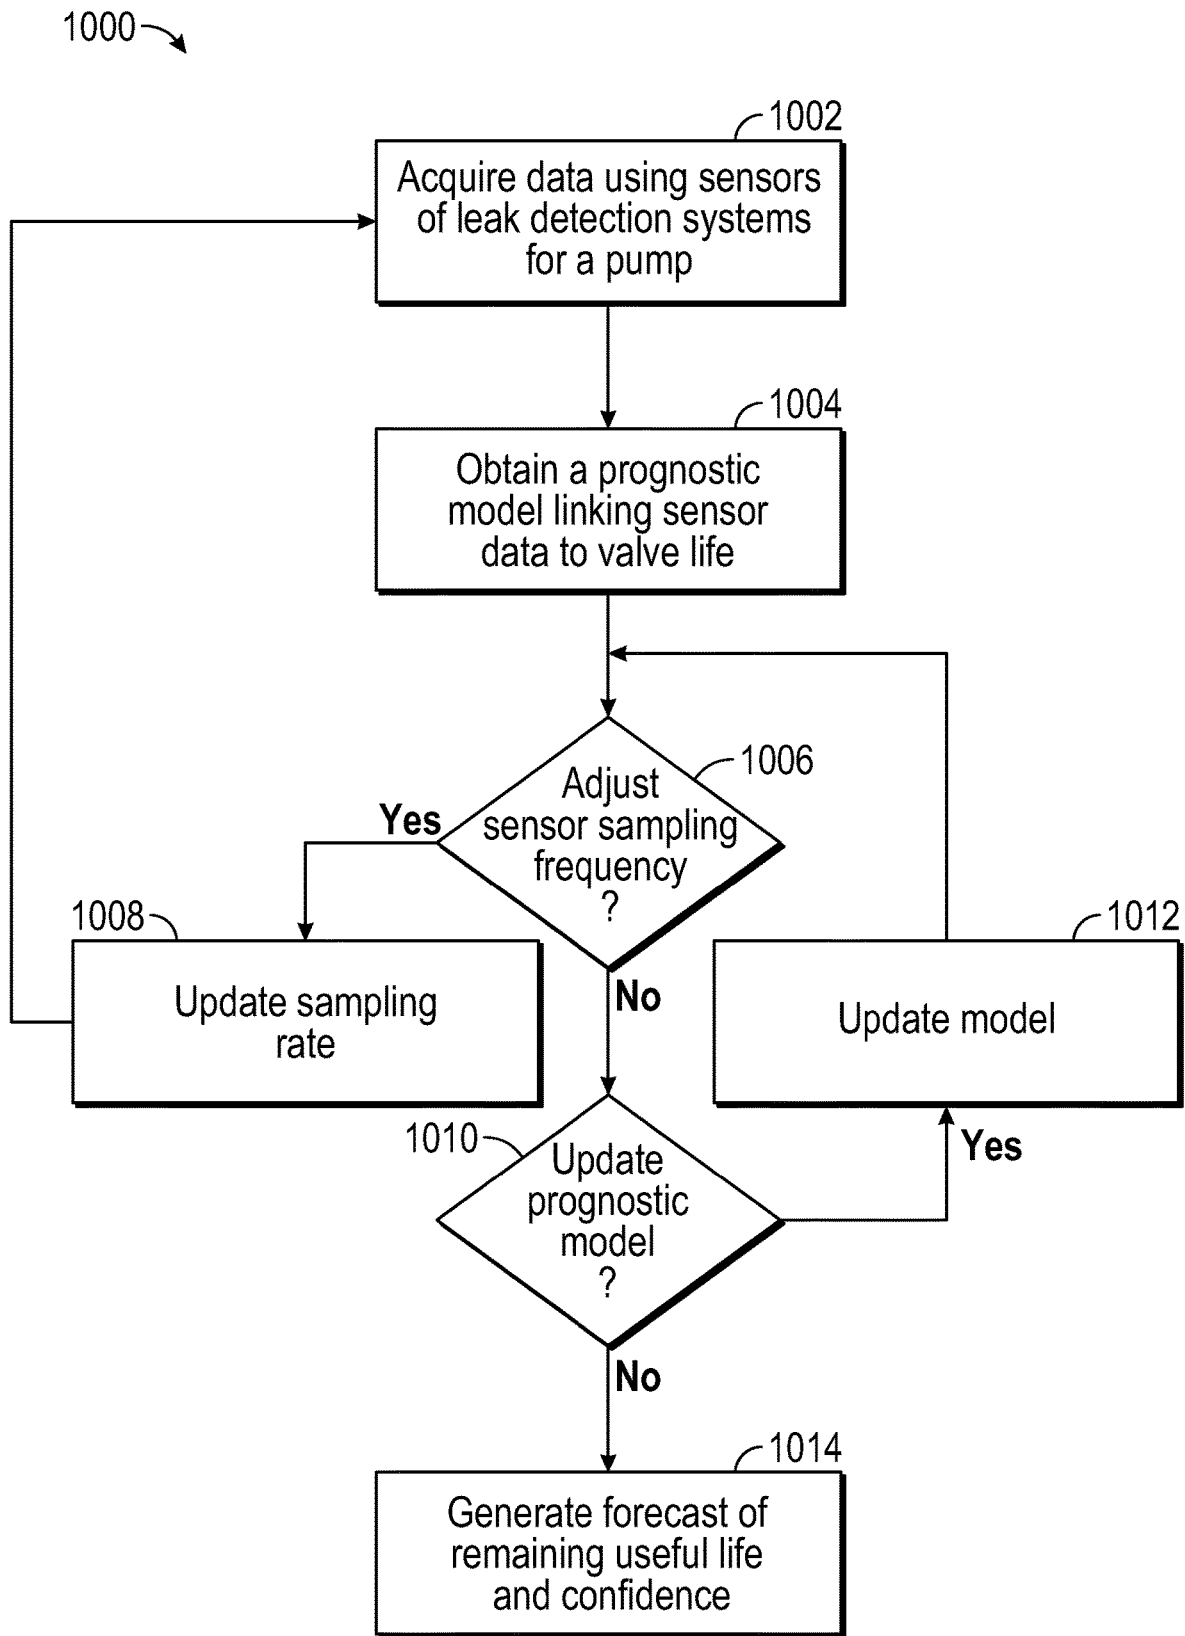 1000
1002
Acquire data using sensors
of leak detection systems
for a pump
1004
Obtain a prognostic
model linking sensor
data to valve life
1006
Adjust
sensor sampling
frequency
?
Yes
No
1008
Update sampling
rate
1012
Update model
1010
Update
prognostic
model
?
Yes
No
1014
Generate forecast of
remaining useful life
and confidence